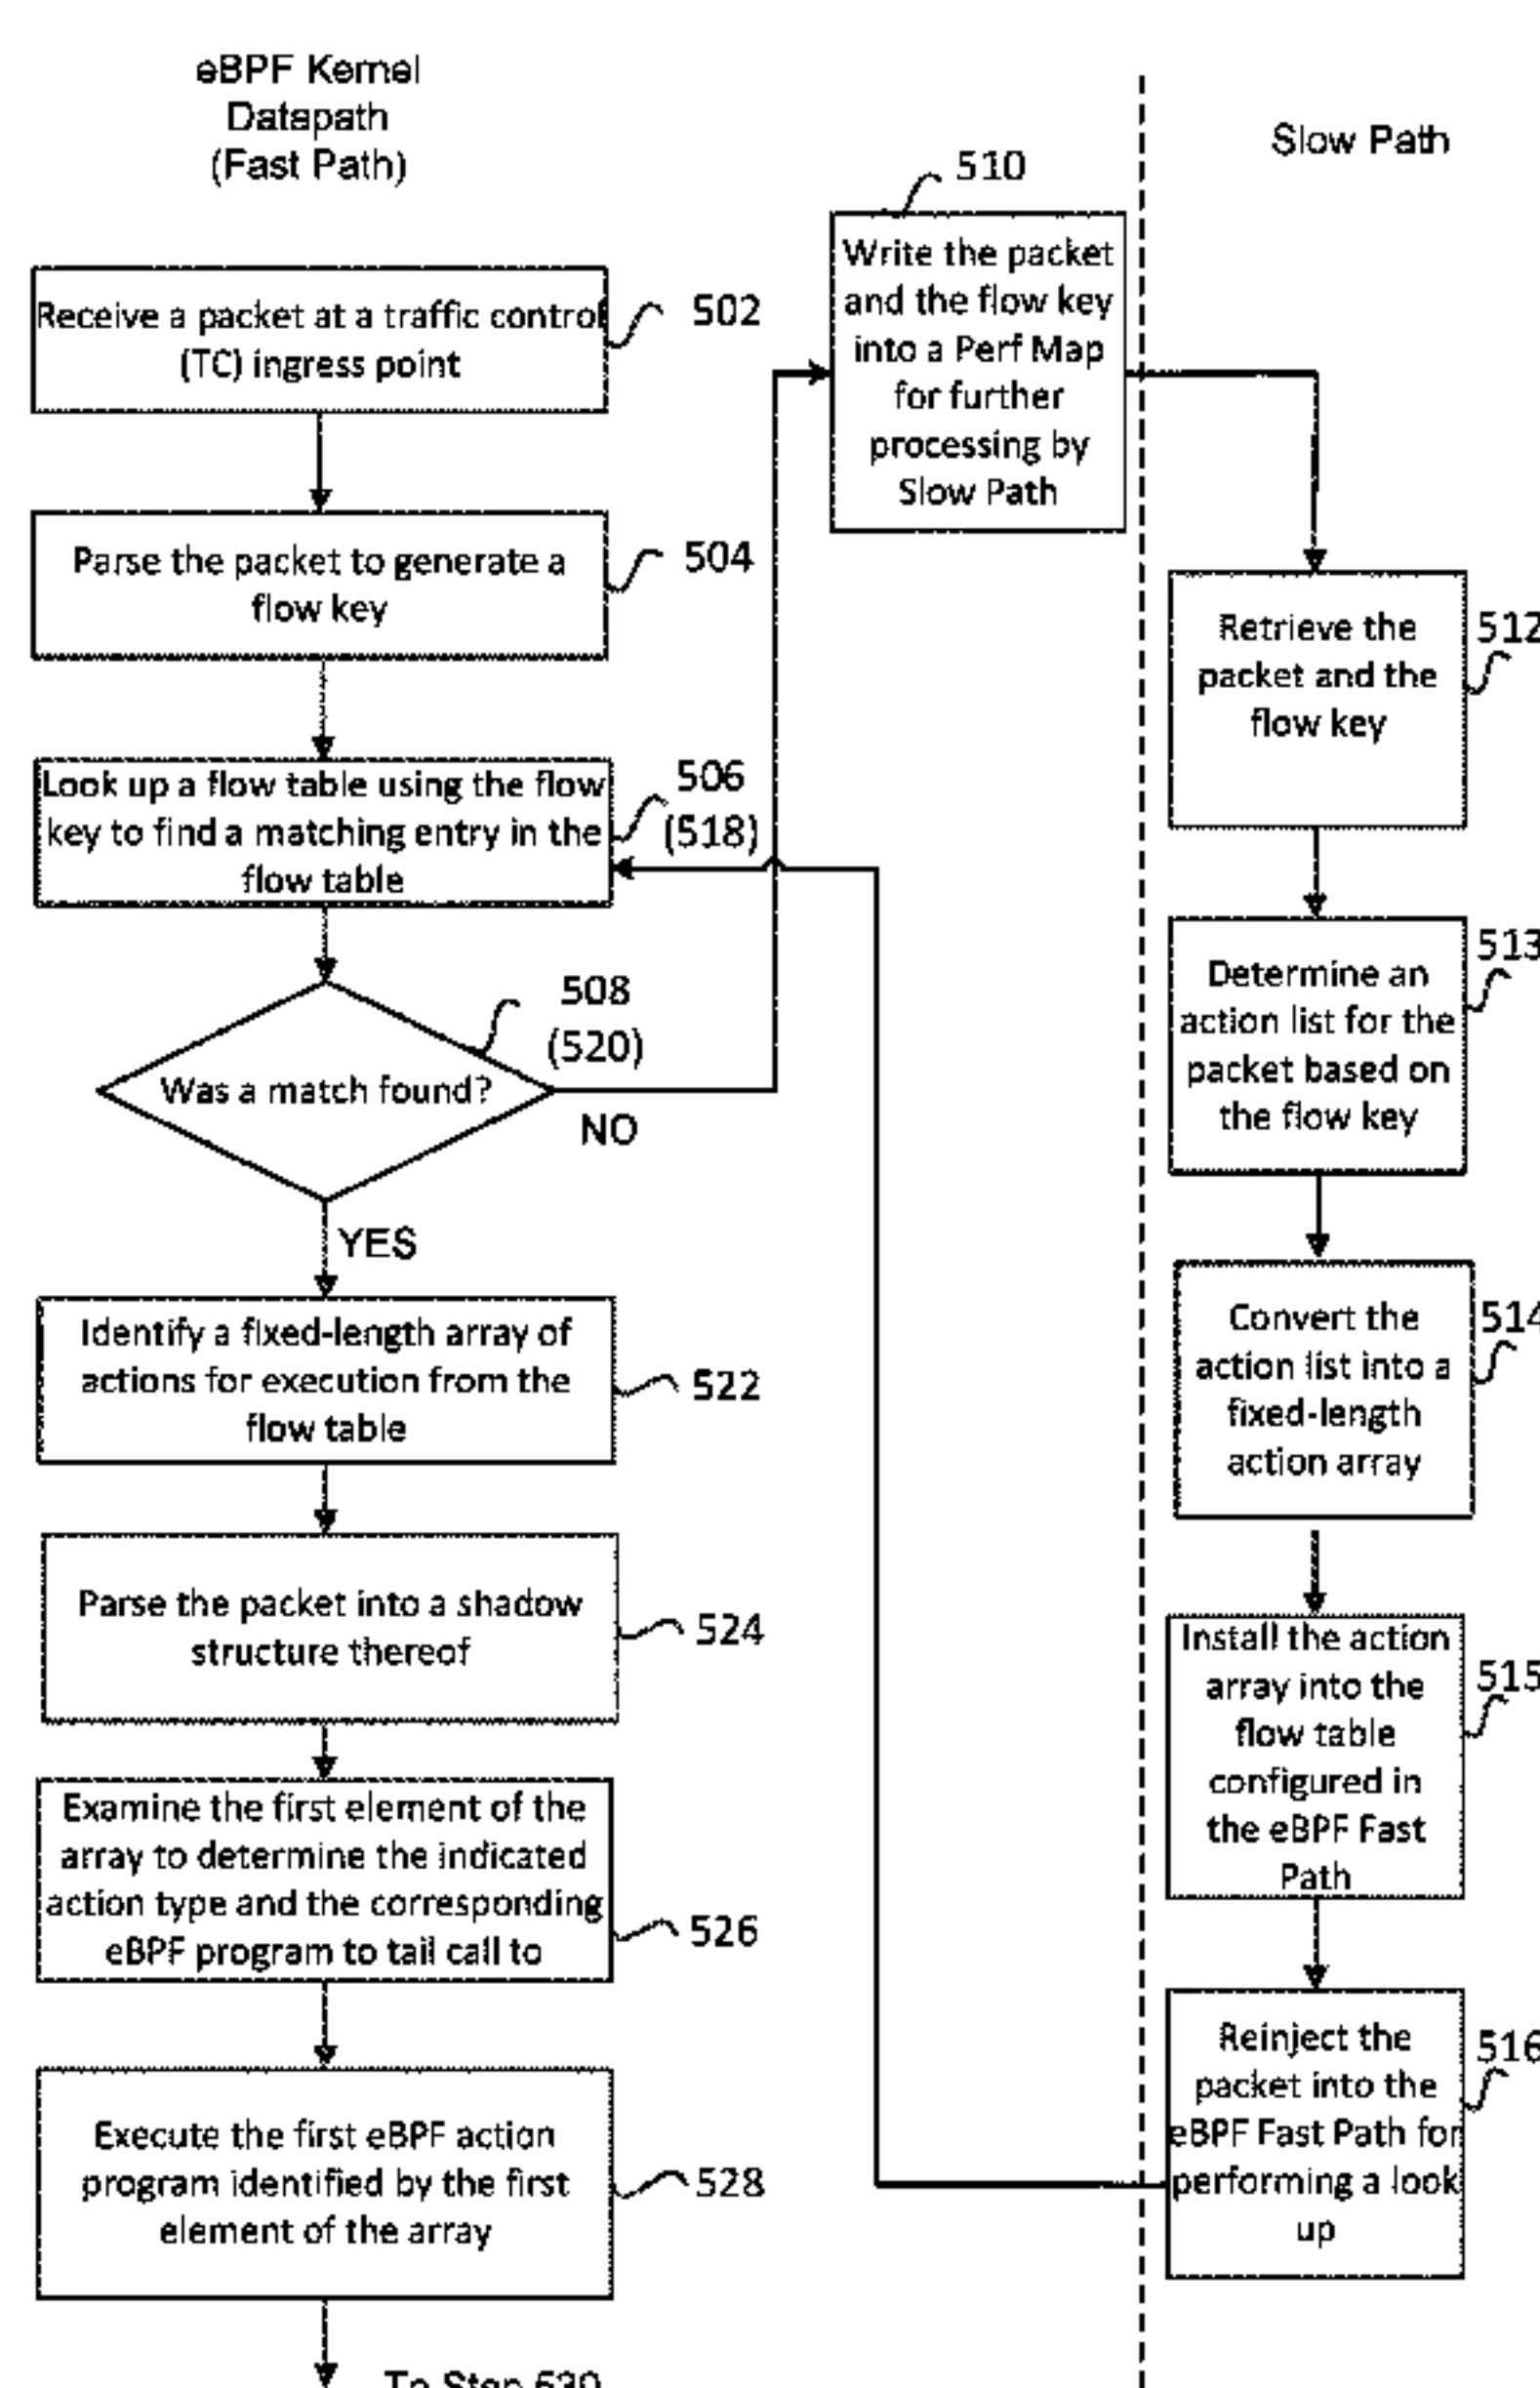 eBPF Kernel
Datapath
(Fast Path)
Slow Path
510
Write the packet
and the flow key
into a Perf Map
for further
processing by
Slow Path
Receive a packet at a traffic control
(TC) ingress point
502
Parse the packet to generate a
flow key
504
Look up a flow table using the flow
key to find a matching entry in the
flow table
506
(518)
508
(520)
Was a match found?
NO
YES
Identify a fixed-length array of
actions for execution from the
flow table
522
Parse the packet into a shadow
structure thereof
524
Examine the first element of the
array to determine the indicated
action type and the corresponding
eBPF program to tail call to
526
Execute the first eBPF action
program identified by the first
element of the array
528
To Step 530
Retrieve the
packet and the
flow key
512
Determine an
action list for the
packet based on
the flow key
513
Convert the
action list into a
fixed-length
action array
514
Install the action
array into the
flow table
configured in
the eBPF Fast
Path
515
Reinject the
packet into the
eBPF Fast Path for
performing a look
up
516